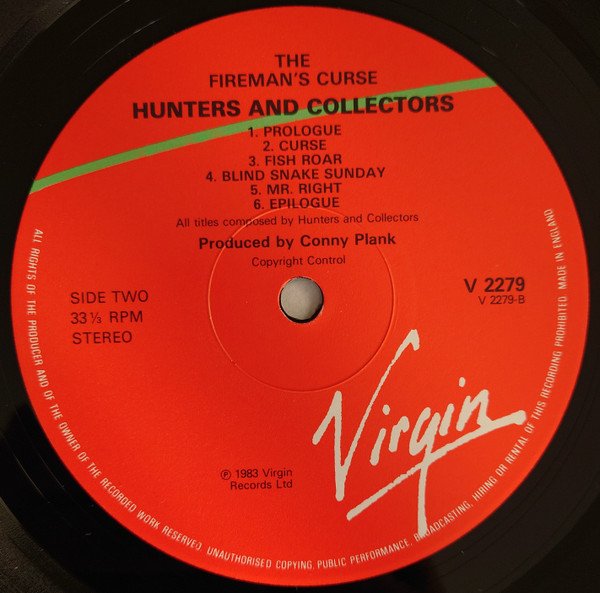 THE
FIREMAN'S CURSE
HUNTERS AND COLLECTORS
1. PROLOGUE
2. CURSE
3. FISH ROAR
4. BLIND SNAKE SUNDAY
5. MR. RIGHT
6. EPILOGUE
All titles composed by Hunters and Collectors
Produced by Conny Plank
Copyright Control
SIDE TWO
33⅓ RPM
STEREO
V 2279
V 2279-B
Virgin
℗ 1983 Virgin
Records Ltd
ALL RIGHTS OF THE PRODUCER AND OF THE OWNER OF THE RECORDED WORK RESERVED. UNAUTHORISED COPYING, PUBLIC PERFORMANCE, BROADCASTING, HIRING OR RENTAL OF THIS RECORDING PROHIBITED. MADE IN ENGLAND